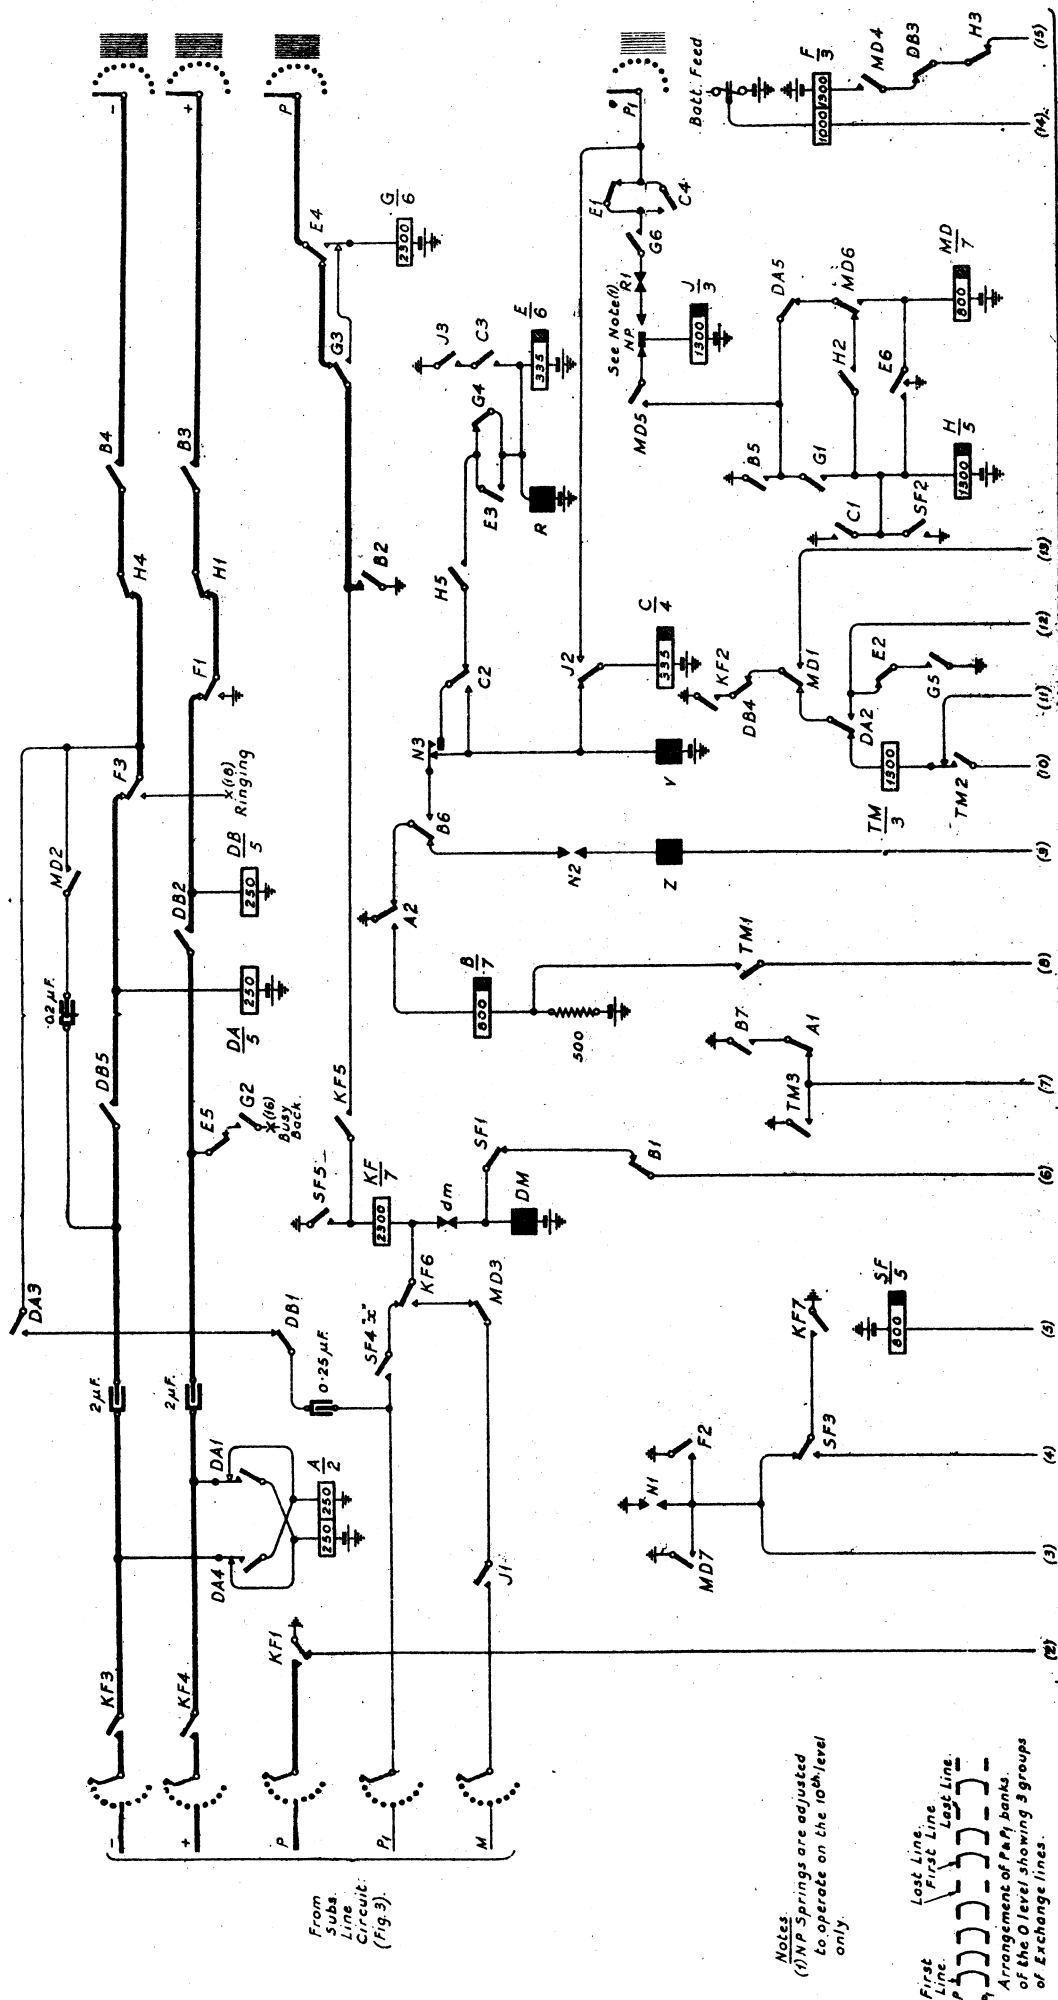 -
+
P
P1
M
From
Subs.
Line
Circuit.
(Fig. 3).
KF3
KF4
KF1
DA4
DA1
A/2
250 250
J1
2μF.
2μF.
DA3
DB1
0·25μF.
SF4"x"
KF6
MD3
SF5
KF/7
2300
KF5
dm
DM
SF1
B1
E5
G2
X(16)
Busy
Back.
DB5
0.2μF.
MD2
DA/5
250
DB2
DB/5
250
F3
X(18)
Ringing
F1
H4
H1
B4
B3
B2
G3
E4
G/6
2300
-
+
P
P1
A2
B/7
800
500
B6
N2
Z
N3
V
C2
H5
E3
G4
R
J3
C3
E/6
335
J2
C/4
335
E1
C4
G6
R1
See Note(1)
NP.
J/3
1300
MD5
Batt. Feed
F/3
1000 1300
MD4
DB3
H3
DA5
MD6
MD/7
800
H2
E6
B5
G1
H/5
1300
C1
SF2
KF2
DB4
MD1
DA2
E2
G5
TM/3
1300
TM2
TM1
B7
A1
TM3
KF7
SF/5
800
SF3
F2
N1
MD7
(2)
(3)
(4)
(5)
(6)
(7)
(8)
(9)
(10)
(11)
(12)
(13)
(14)
(15)
Notes.
(1) NP Springs are adjusted
to operate on the 10th level
only.
First
Line.
Last Line.
First Line
Last Line.
P
P1
Arrangement of P&P1 banks.
of the 0 level showing 3 groups
of Exchange lines.